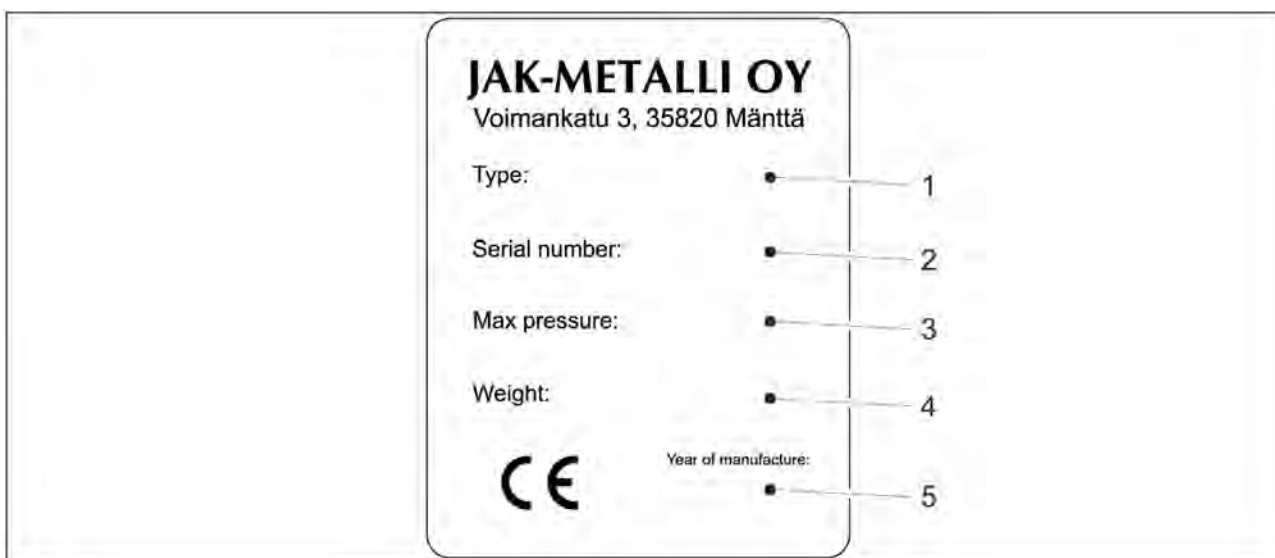 JAK-METALLI OY
Voimankatu 3, 35820 Mänttä
Type:
1
Serial number:
2
Max pressure:
3
Weight:
4
CE
Year of manufacture:
5